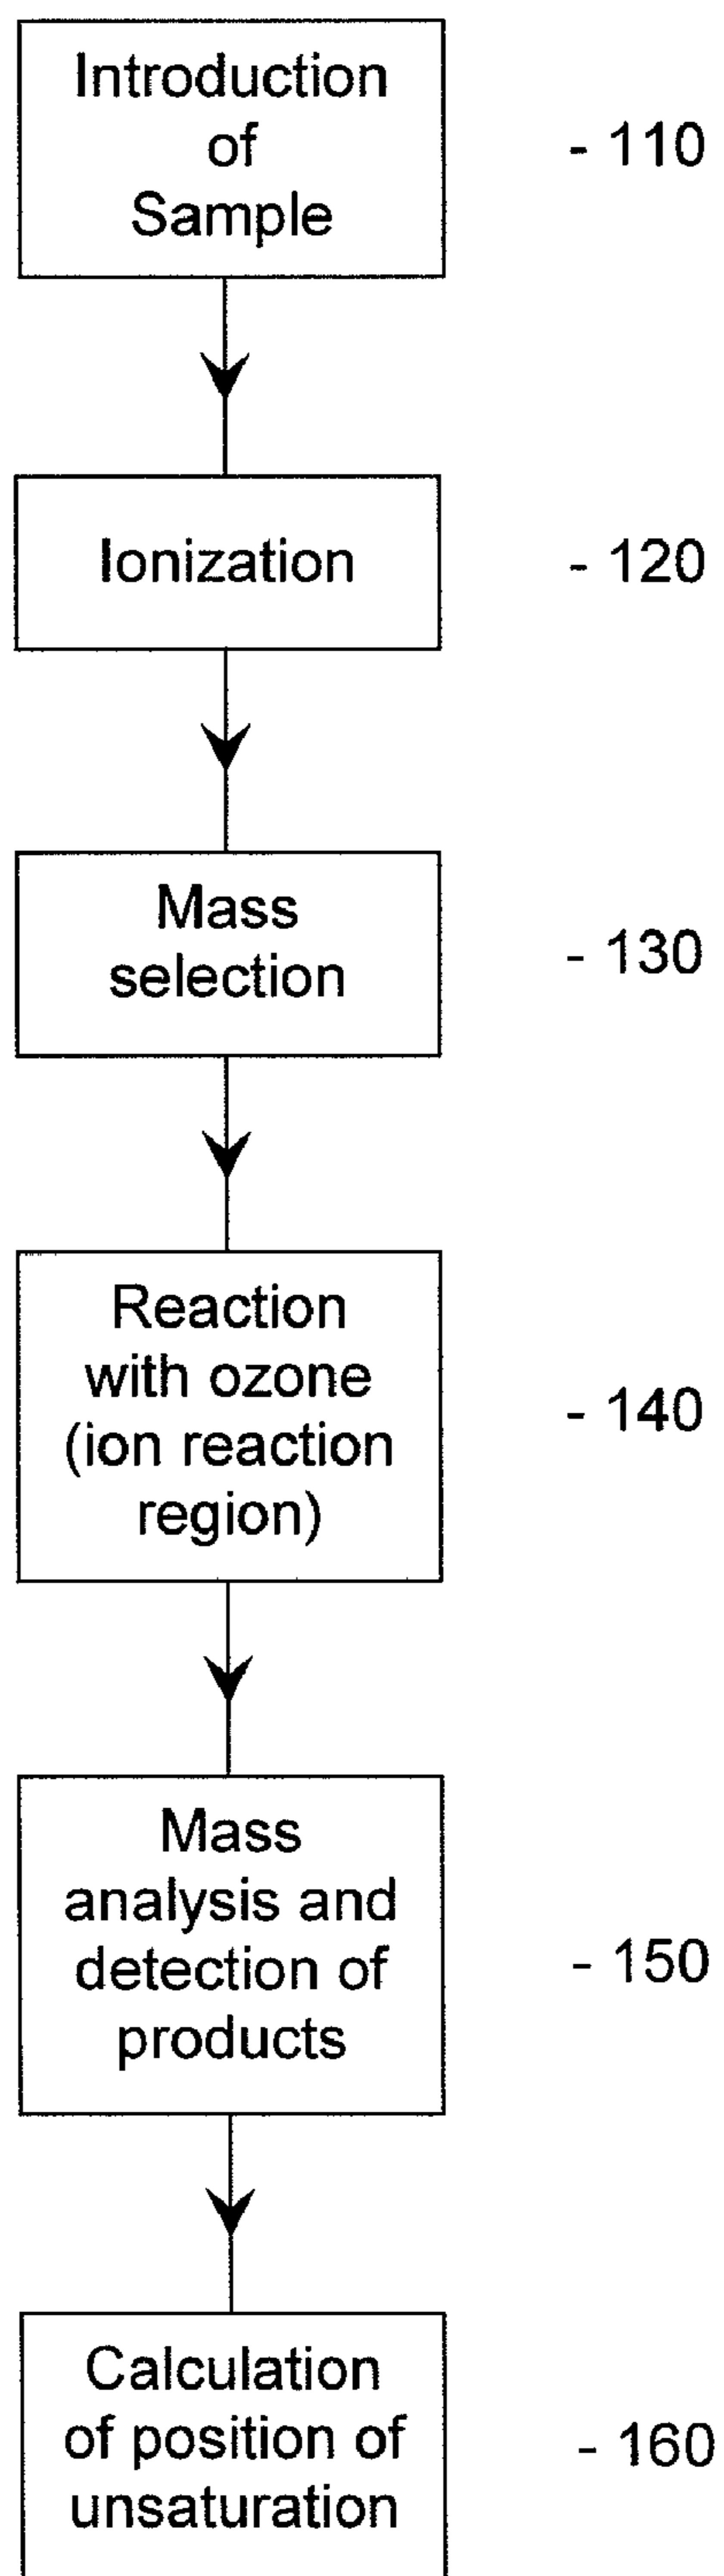 Introduction
of
Sample
- 110
Ionization
- 120
Mass
selection
- 130
Reaction
with ozone
(ion reaction
region)
- 140
Mass
analysis and
detection of
products
- 150
Calculation
of position of
unsaturation
- 160